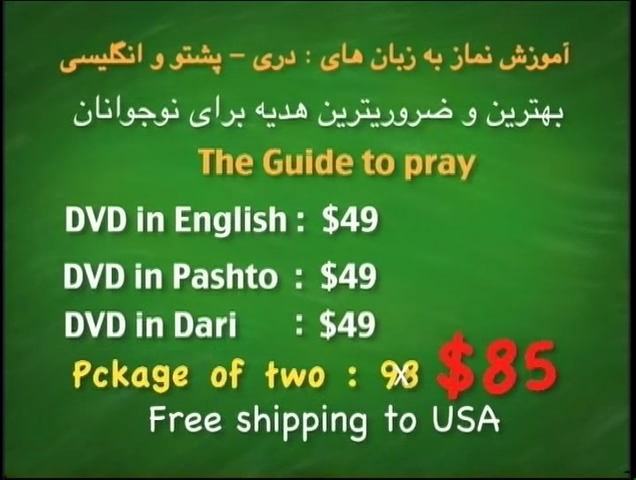 آموزش نماز به زبان های : دری - پشتو و انگلیسی
بهترین و ضروریترین هدیه برای نوجوانان
The Guide to pray
DVD in English : $49
DVD in Pashto : $49
DVD in Dari : $49
Pckage of two : 98 $85
Free shipping to USA